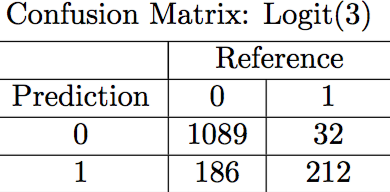 Confusion Matrix: Logit(3)
Reference
Prediction 0 1
0 1089 32
1 186 212